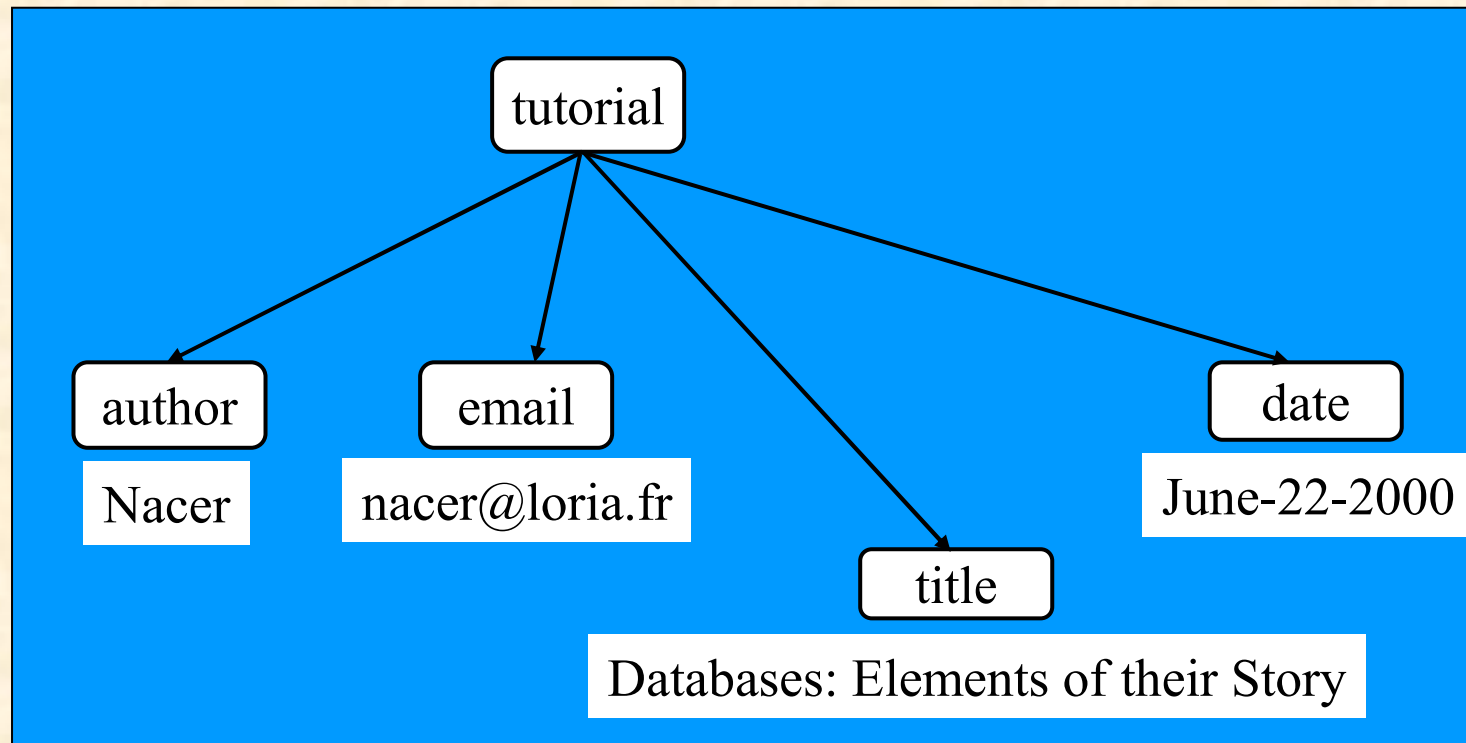 tutorial
author
Nacer
email
nacer@loria.fr
title
Databases: Elements of their Story
date
June-22-2000